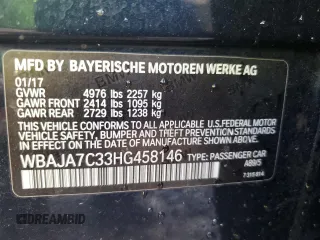 MFD BY BAYERISCHE MOTOREN WERKE AG
01/17
GVWR 4976 lbs 2257 kg
GAWR FRONT 2414 lbs 1095 kg
GAWR REAR 2729 lbs 1238 kg
THIS VEHICLE CONFORMS TO ALL APPLICABLE
U.S. FEDERAL MOTOR
VEHICLE SAFETY, BUMPER, AND THEFT
PREVENTION STANDARDS IN EFFECT ON THE
DATE OF MANUFACTURE SHOWN ABOVE.
WBAJA7C33HG458146 TYPE: PASSENGER CAR
A89/5